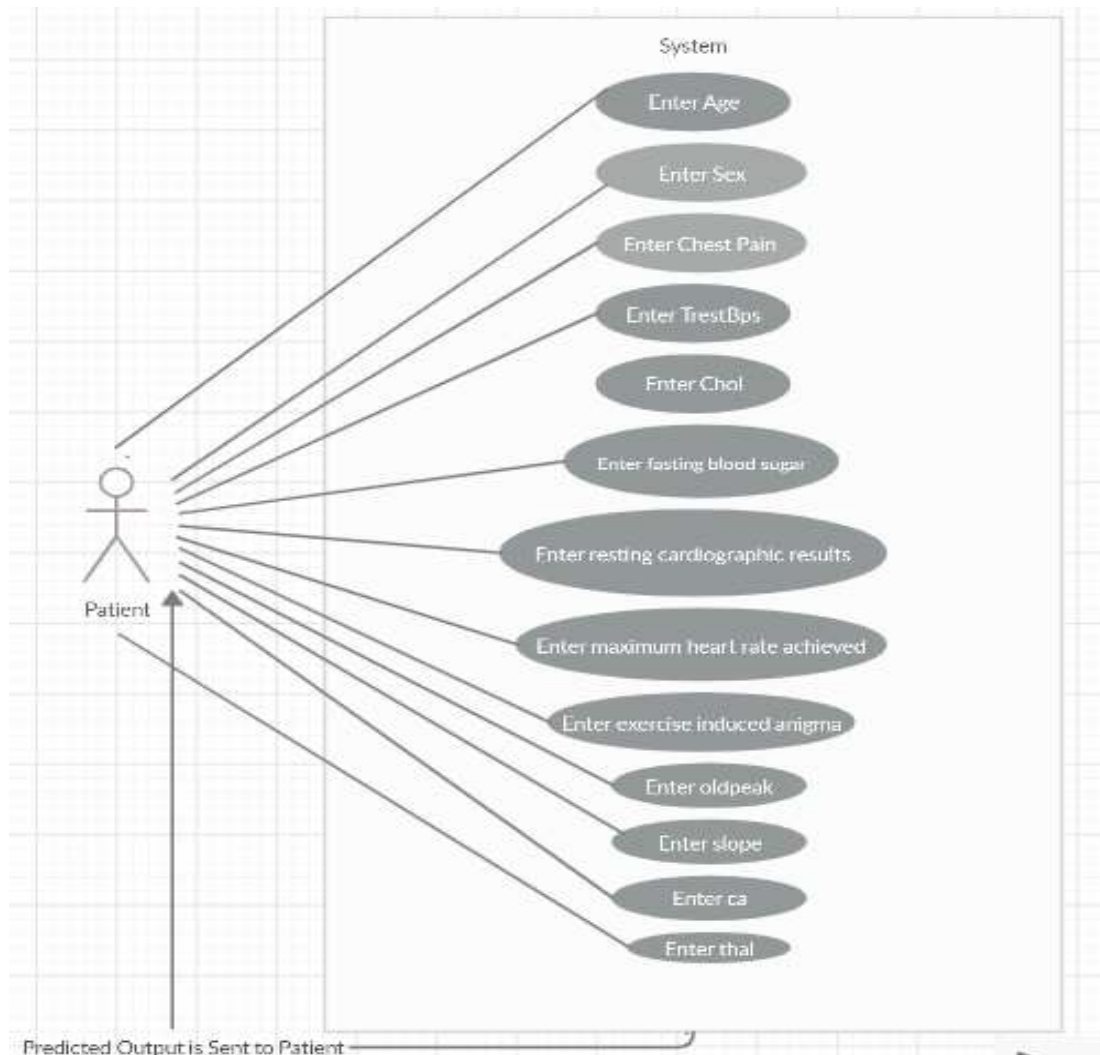 System
Enter Age
Enter Sex
Enter Chest Pain
Enter TrestBps
Enter Chol
Enter fasting blood sugar
Enter resting cardiographic results
Enter maximum heart rate achieved
Enter exercise induced anigma
Enter oldpeak
Enter slope
Enter ca
Enter thal
Patient
Predicted Output is Sent to Patient